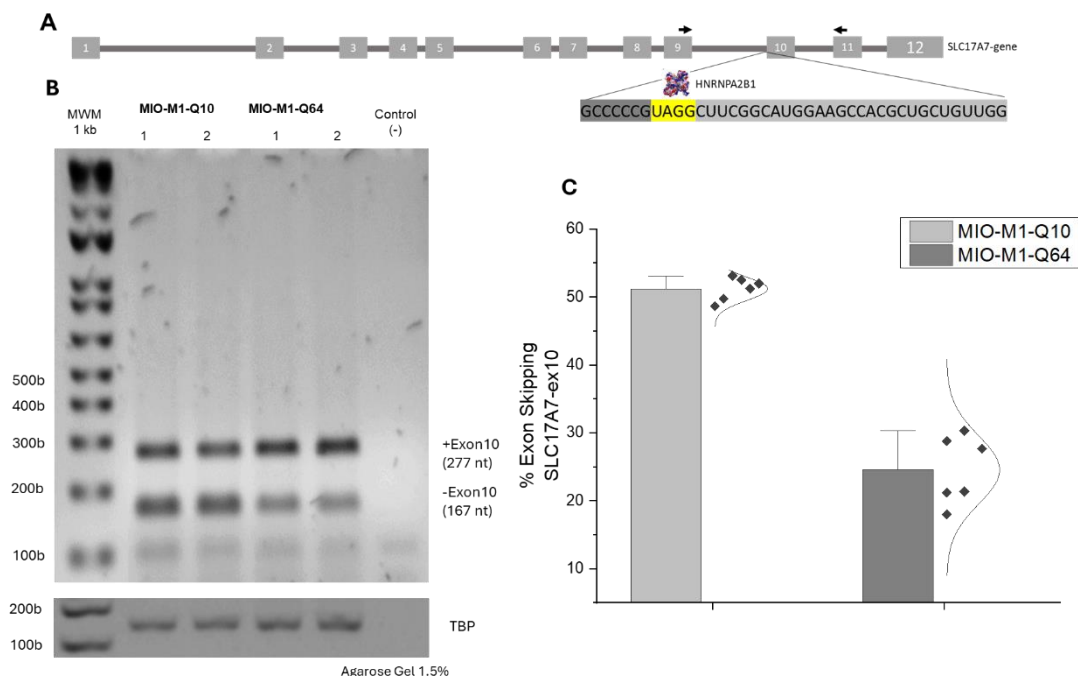 A
1 2 3 4 5 6 7 8 9 10 11 12 SLC17A7-gene
HNRNPA2B1
GCCCCCGUAGGCUUCGGCAUGGAAGCCACGCUGCUGUUGG
B
MWM
1 kb
MIO-M1-Q10 MIO-M1-Q64 Control
(-)
1 2 1 2
500b
400b
300b
200b
100b
+Exon10
(277 nt)
-Exon10
(167 nt)
200b
100b
TBP
Agarose Gel 1.5%
C
MIO-M1-Q10
MIO-M1-Q64
% Exon Skipping
SLC17A7-ex10
60
50
40
30
20
10